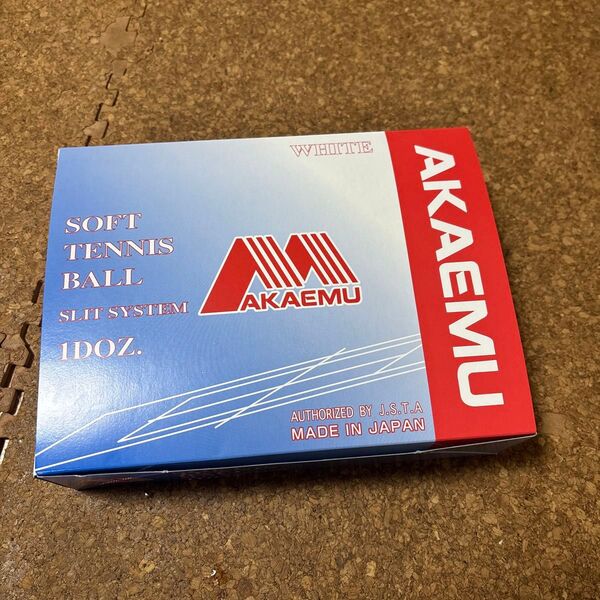 WHITE
SOFT
TENNIS
BALL
SLIT SYSTEM
1DOZ.
AKAEMU
AUTHORIZED BY J.S.T.A
MADE IN JAPAN
AKAEMU